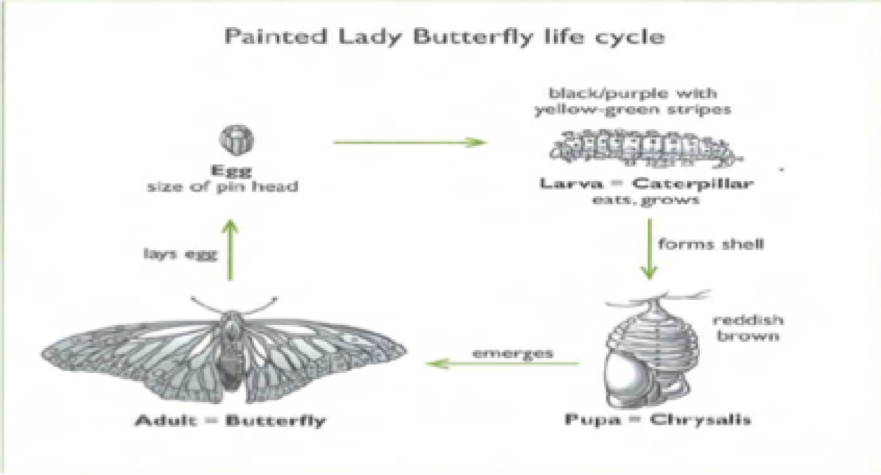 Painted Lady Butterfly life cycle
black/purple with
yellow-green stripes
Egg
size of pin head
Larva = Caterpillar
eats, grows
lays egg
forms shell
reddish
brown
emerges
Adult = Butterfly
Pupa = Chrysalis